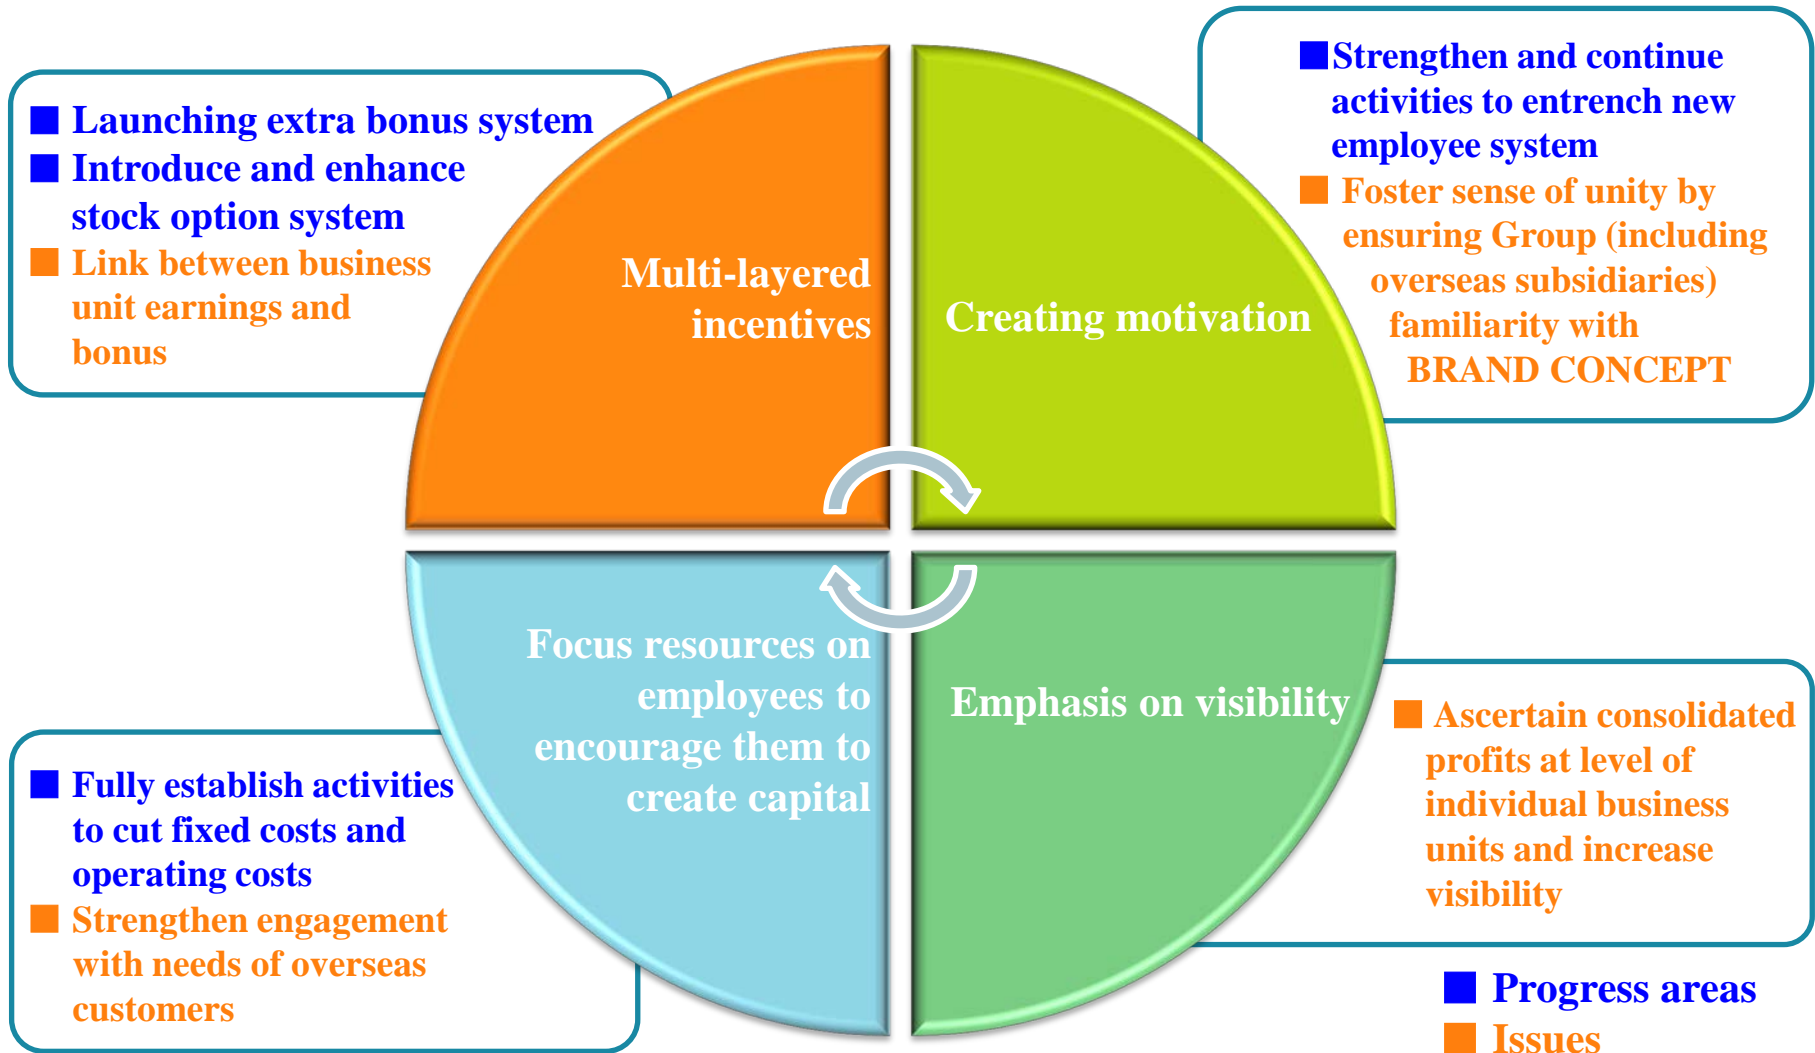 Launching extra bonus system
Introduce and enhance
stock option system
Link between business
unit earnings and
bonus
Multi-layered
incentives
Creating motivation
Strengthen and continue
activities to entrench new
employee system
Foster sense of unity by
ensuring Group (including
overseas subsidiaries)
familiarity with
BRAND CONCEPT
Fully establish activities
to cut fixed costs and
operating costs
Strengthen engagement
with needs of overseas
customers
Focus resources on
employees to
encourage them to
create capital
Emphasis on visibility
Ascertain consolidated
profits at level of
individual business
units and increase
visibility
Progress areas
Issues